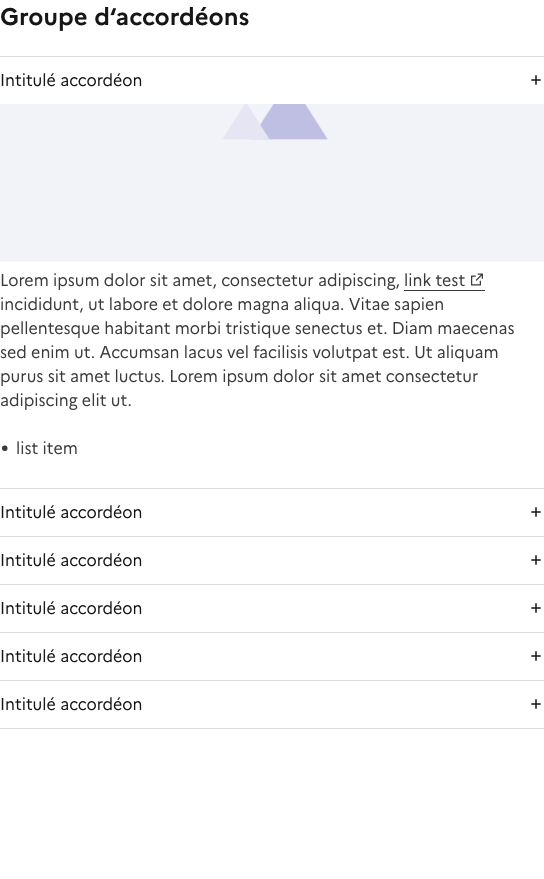 Groupe d‘accordéons
Intitulé accordéon +
Lorem ipsum dolor sit amet, consectetur adipiscing, link test
incididunt, ut labore et dolore magna aliqua. Vitae sapien
pellentesque habitant morbi tristique senectus et. Diam maecenas
sed enim ut. Accumsan lacus vel facilisis volutpat est. Ut aliquam
purus sit amet luctus. Lorem ipsum dolor sit amet consectetur
adipiscing elit ut.
• list item
Intitulé accordéon +
Intitulé accordéon +
Intitulé accordéon +
Intitulé accordéon +
Intitulé accordéon +